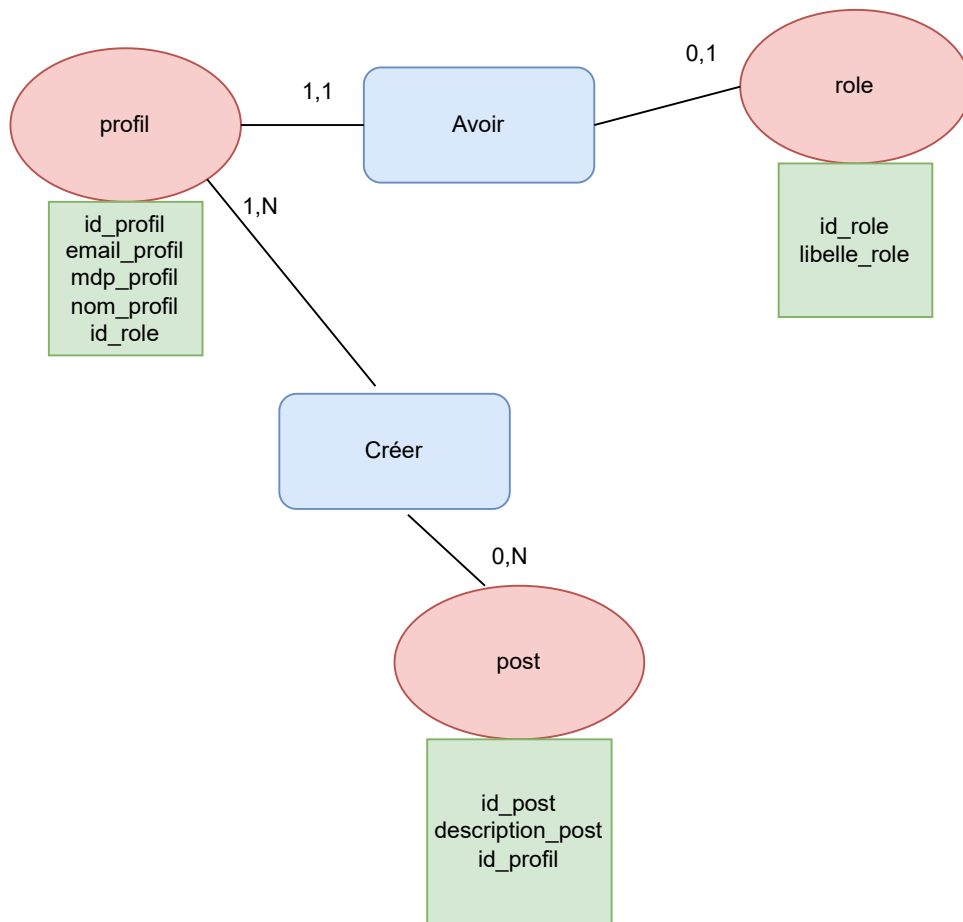 profil
1,1
Avoir
0,1
role
id_profil
email_profil
mdp_profil
nom_profil
id_role
1,N
id_role
libelle_role
Créer
0,N
post
id_post
description_post
id_profil